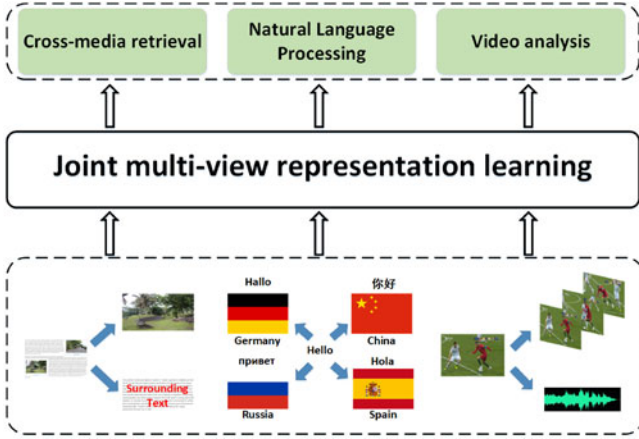 Cross-media retrieval
Natural Language
Processing
Video analysis
Joint multi-view representation learning
Hallo
你好
Germany
China
Hello
привет
Hola
Surrounding
Text
Russia
Spain